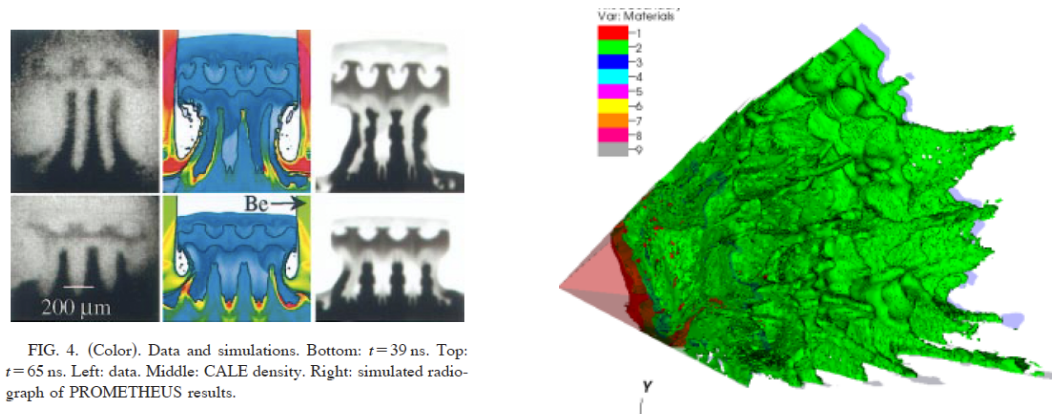 Be
200 µm
FIG. 4. (Color). Data and simulations. Bottom: t=39 ns. Top:
t=65 ns. Left: data. Middle: CALE density. Right: simulated radio-
graph of PROMETHEUS results.
Var: Materials
1
2
3
4
5
6
7
8
9
Y